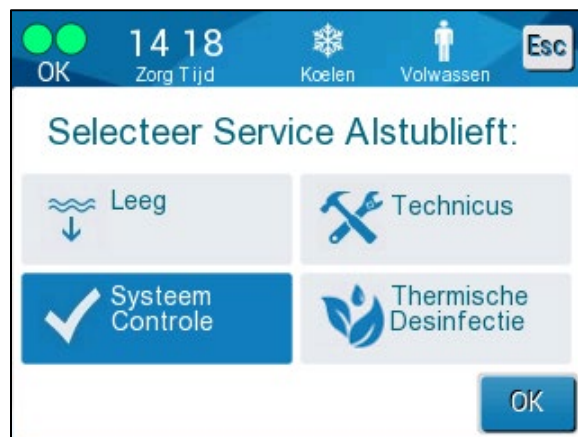 14 18
Esc
OK
Zorg Tijd
Koelen
Volwassen
Selecteer Service Alstublieft:
Leeg
Technicus
Systeem
Controle
Thermische
Desinfectie
OK